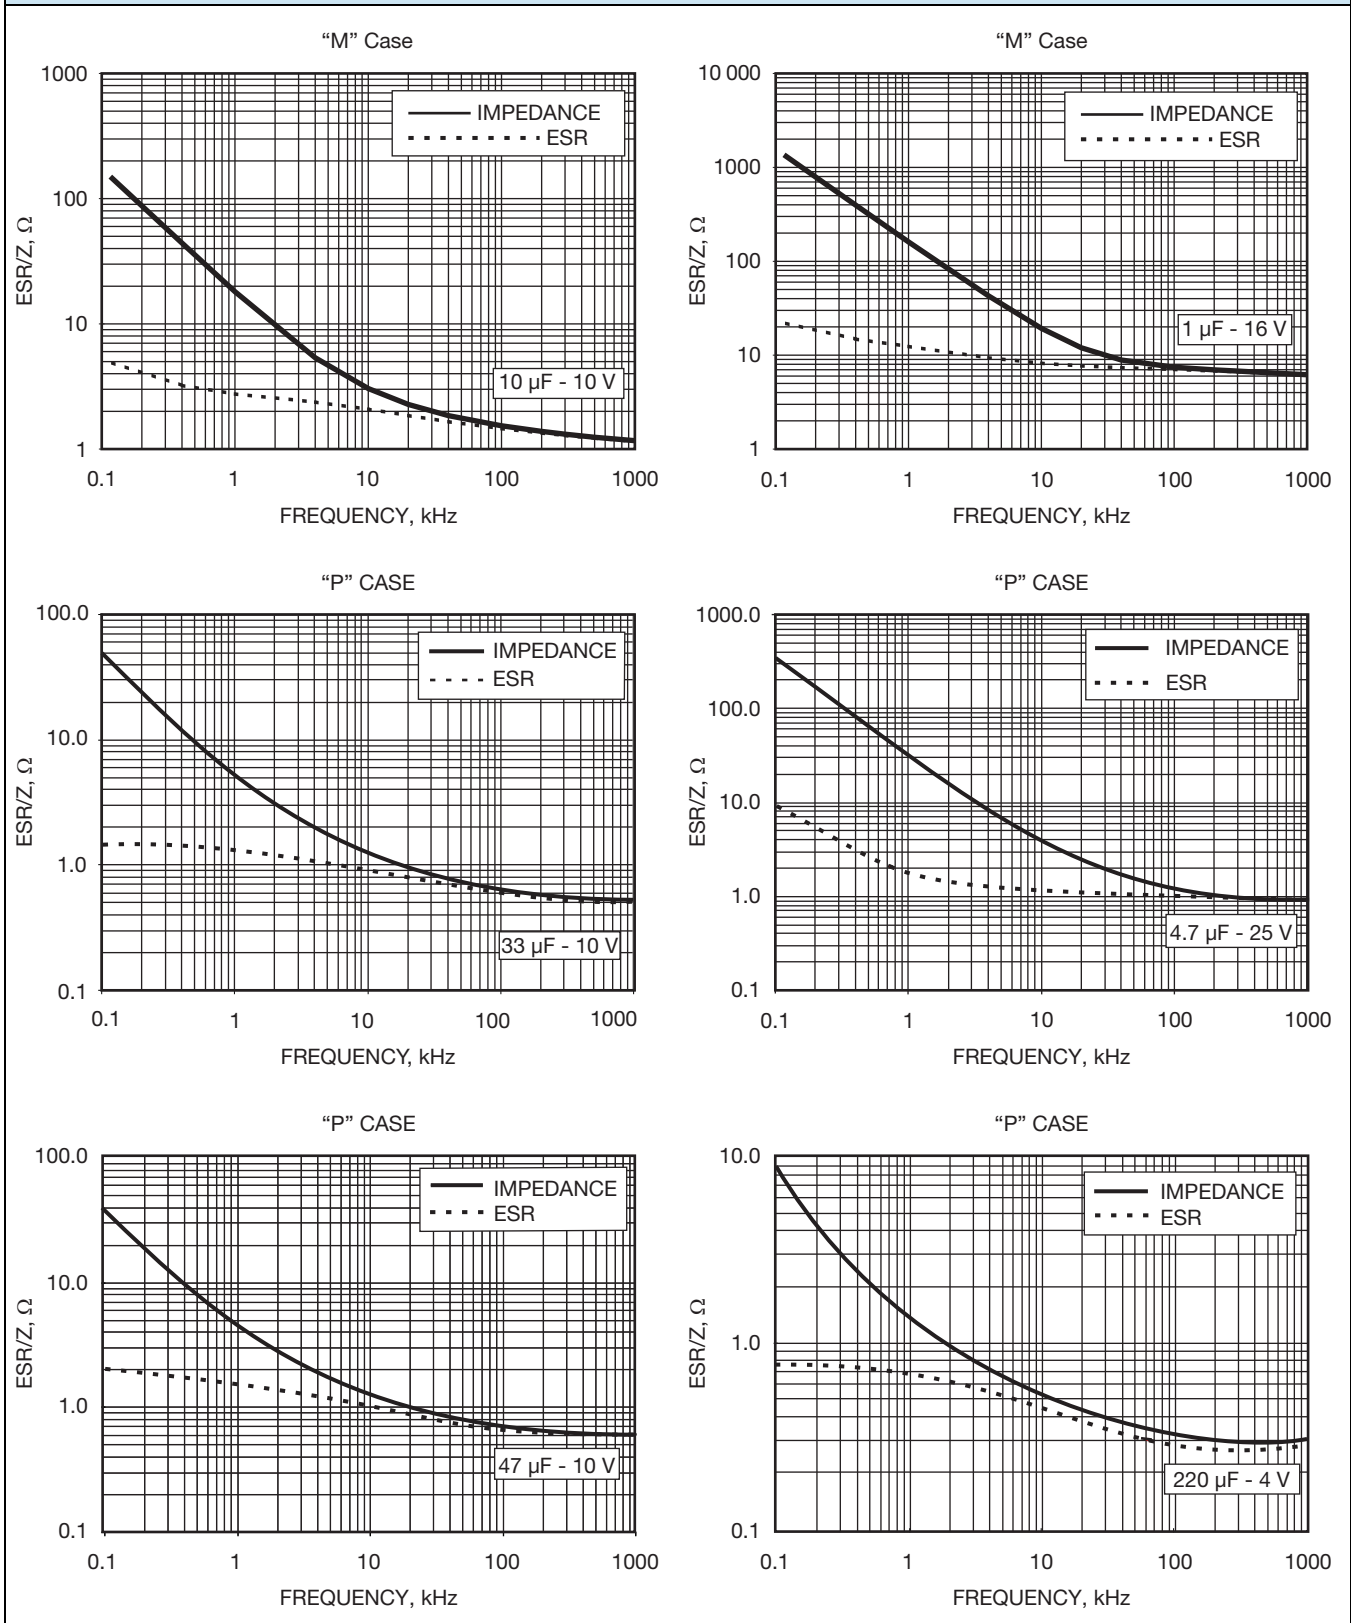 “M” Case
1000
100
10
1
ESR/Z, Ω
IMPEDANCE
ESR
10 µF - 10 V
0.1
1
10
100
1000
FREQUENCY, kHz
“M” Case
10 000
1000
100
10
1
ESR/Z, Ω
IMPEDANCE
ESR
1 µF - 16 V
0.1
1
10
100
1000
FREQUENCY, kHz
“P” CASE
100.0
10.0
1.0
0.1
ESR/Z, Ω
IMPEDANCE
ESR
33 µF - 10 V
0.1
1
10
100
1000
FREQUENCY, kHz
“P” CASE
1000.0
100.0
10.0
1.0
0.1
ESR/Z, Ω
IMPEDANCE
ESR
4.7 µF - 25 V
0.1
1
10
100
1000
FREQUENCY, kHz
“P” CASE
100.0
10.0
1.0
0.1
ESR/Z, Ω
IMPEDANCE
ESR
47 µF - 10 V
0.1
1
10
100
1000
FREQUENCY, kHz
“P” CASE
10.0
1.0
0.1
ESR/Z, Ω
IMPEDANCE
ESR
220 µF - 4 V
0.1
1
10
100
1000
FREQUENCY, kHz